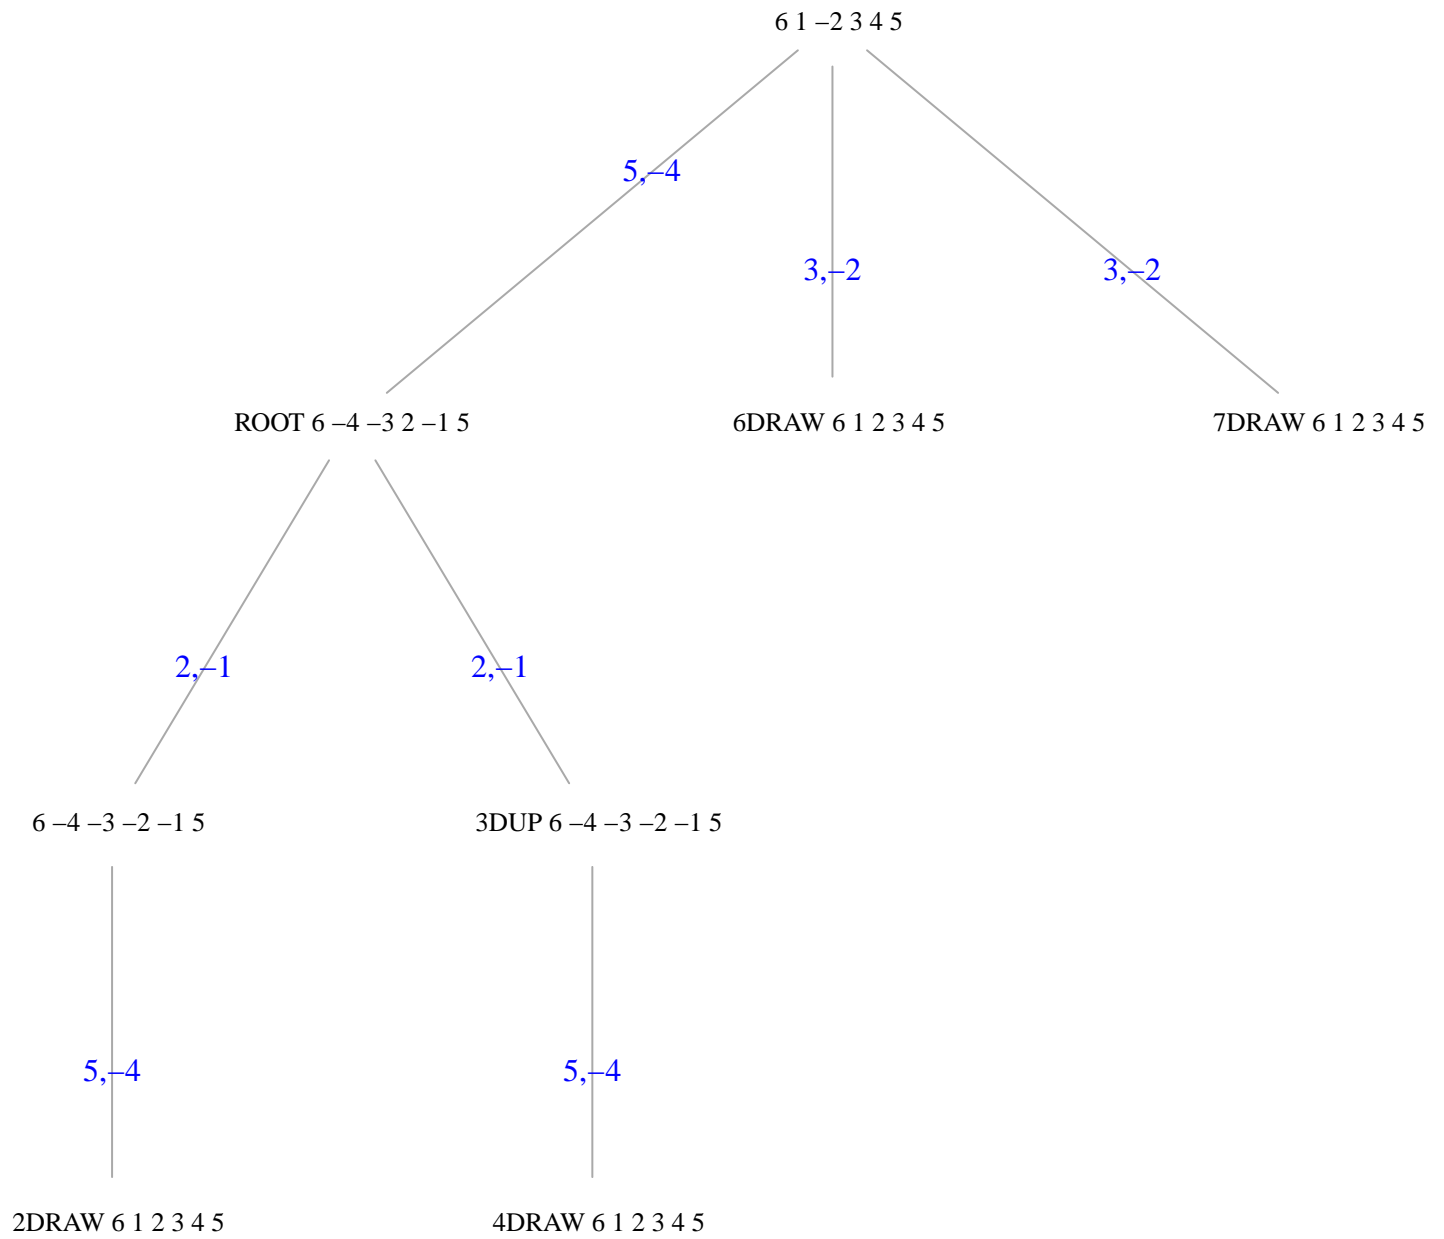 6 1 –2 3 4 5
5,–4
3,–2
3,–2
ROOT 6 –4 –3 2 –1 5
6DRAW 6 1 2 3 4 5
7DRAW 6 1 2 3 4 5
2,–1
2,–1
6 –4 –3 –2 –1 5
3DUP 6 –4 –3 –2 –1 5
5,–4
5,–4
2DRAW 6 1 2 3 4 5
4DRAW 6 1 2 3 4 5